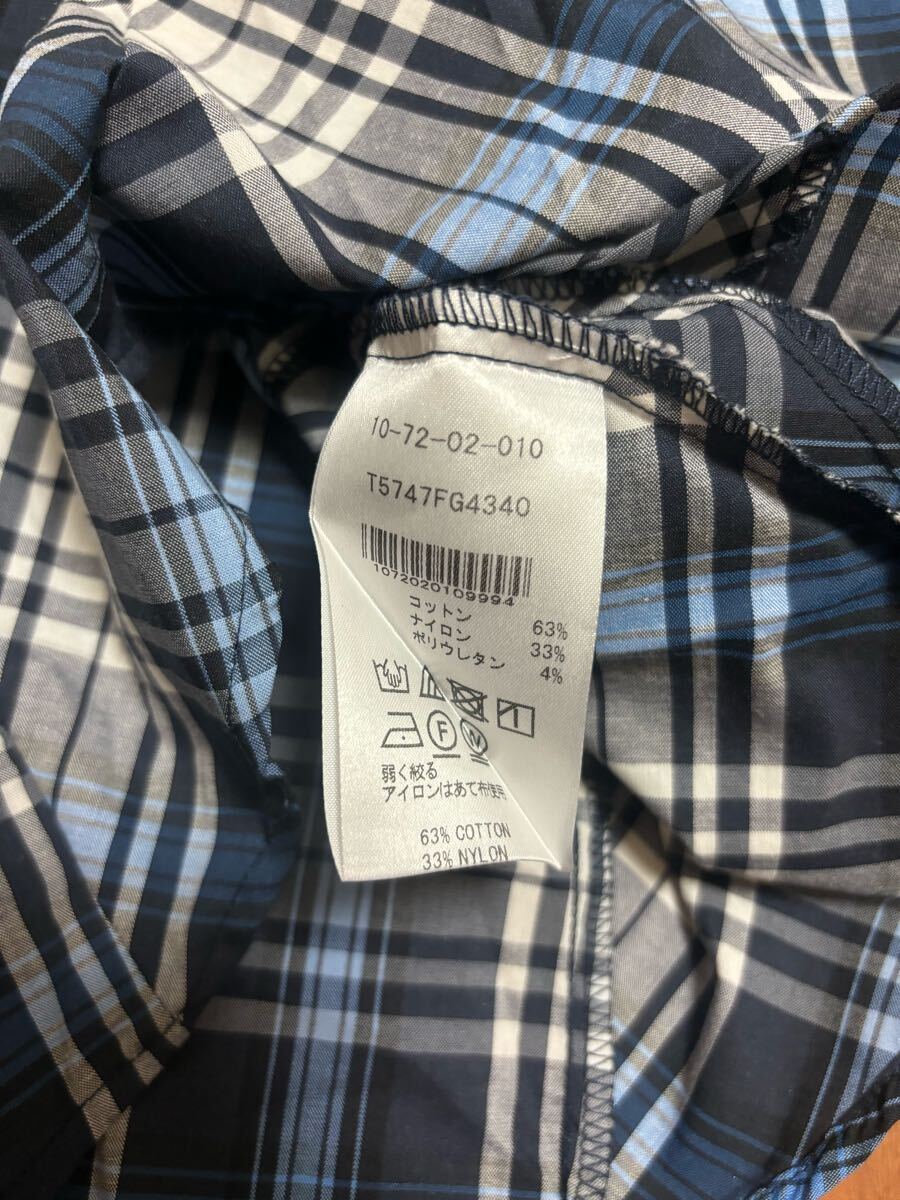 10-72-02-010
T5747FG4340
1072020109994
コットン 63%
ナイロン 33%
ポリウレタン 4%
F
W
弱く絞る
アイロンはあて布使用
63% COTTON
33% NYLON